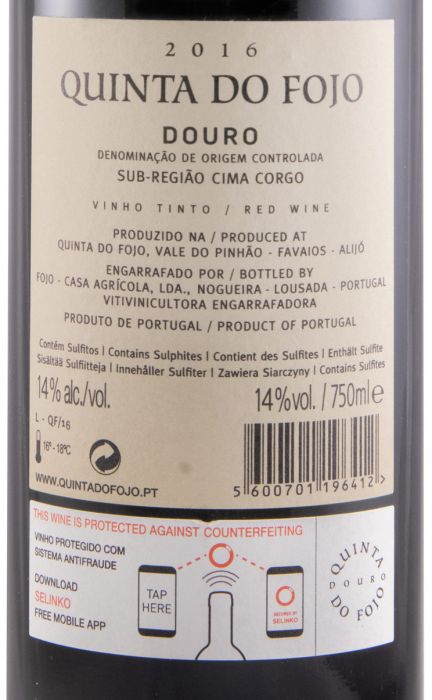 2016
QUINTA DO FOJO
DOURO
DENOMINAÇÃO DE ORIGEM CONTROLADA
SUB-REGIÃO CIMA CORGO
VINHO TINTO / RED WINE
PRODUZIDO NA / PRODUCED AT
QUINTA DO FOJO, VALE DO PINHÃO - FAVAIOS - ALIJÓ
ENGARRAFADO POR / BOTTLED BY
FOJO - CASA AGRÍCOLA, LDA., NOGUEIRA - LOUSADA - PORTUGAL
VITIVINICULTORA ENGARRAFADORA
PRODUTO DE PORTUGAL / PRODUCT OF PORTUGAL
Contêm Sulfitos | Contains Sulphites | Contient des Sulfites | Enthält Sulfite
Sisältää Sulfiitteja | Innehåller Sulfiter | Zawiera Siarczyny | Contains Sulfites
14% alc./vol.
14%vol. / 750ml e
L - QF/16
16º - 18ºC
WWW.QUINTADOFOJO.PT
5 600701 196412 >
THIS WINE IS PROTECTED AGAINST COUNTERFEITING
VINHO PROTEGIDO COM
SISTEMA ANTIFRAUDE
DOWNLOAD
SELINKO
FREE MOBILE APP
TAP
HERE
SECURED BY
SELINKO
QUINTA
DOURO
DO FOJO